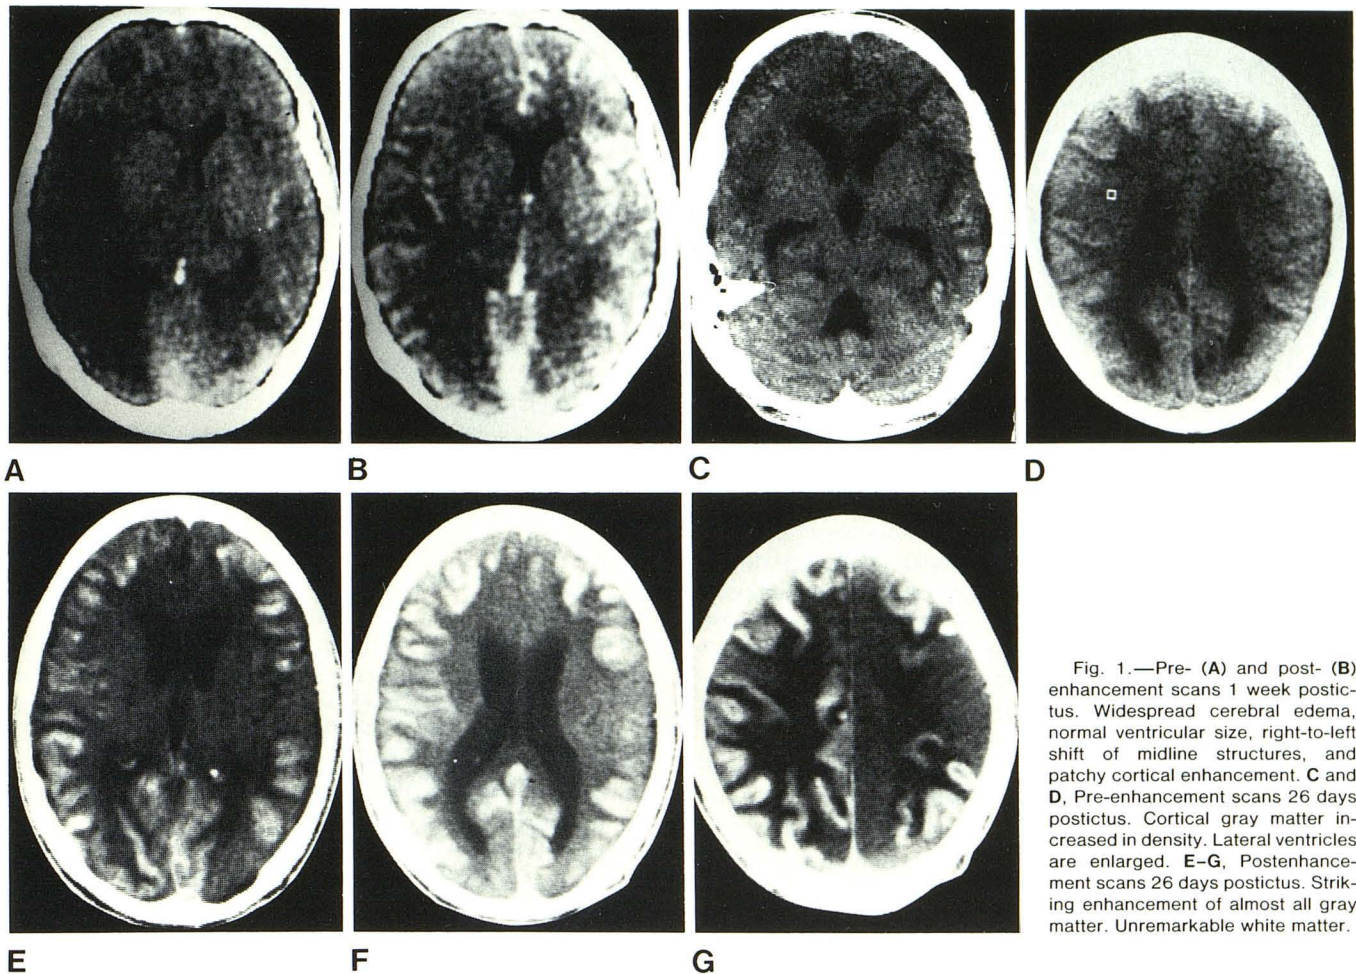 A
B
C
D
E
F
G
Fig. 1.—Pre- (A) and post- (B)
enhancement scans 1 week postic-
tus. Widespread cerebral edema,
normal ventricular size, right-to-left
shift of midline structures, and
patchy cortical enhancement. C and
D, Pre-enhancement scans 26 days
postictus. Cortical gray matter in-
creased in density. Lateral ventricles
are enlarged. E–G, Postenhance-
ment scans 26 days postictus. Strik-
ing enhancement of almost all gray
matter. Unremarkable white matter.